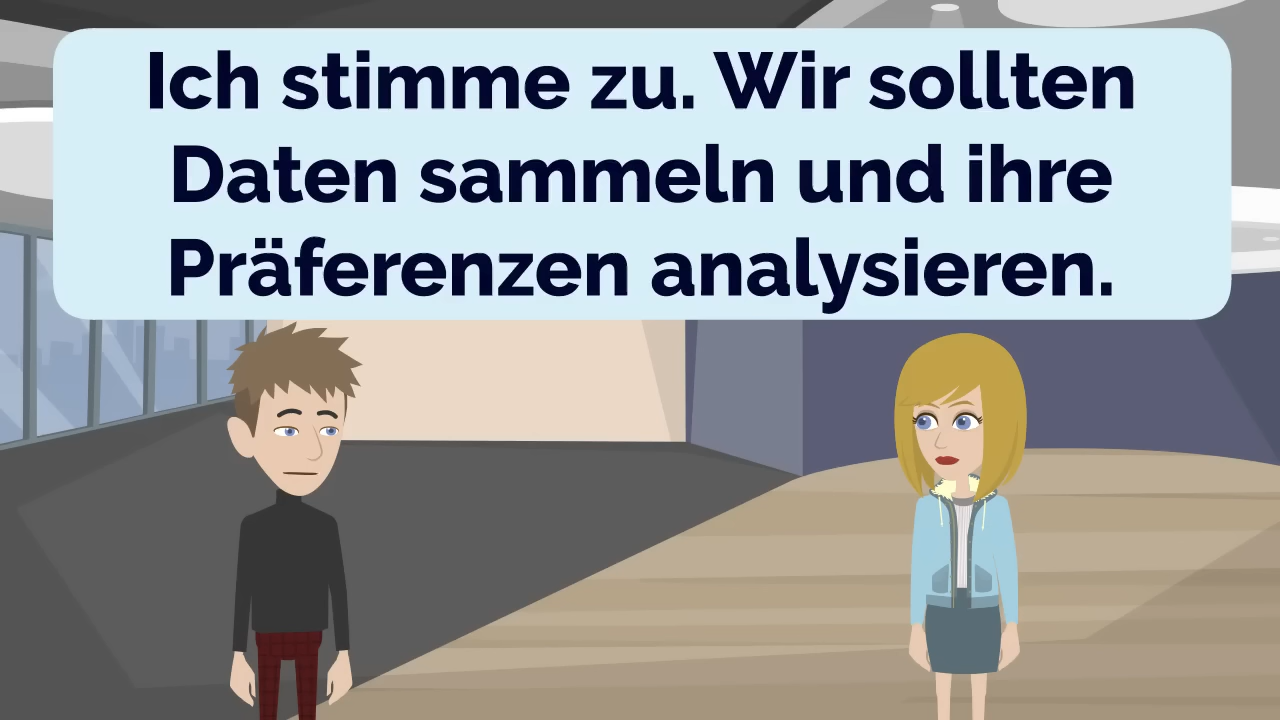 Ich stimme zu. Wir sollten
Daten sammeln und ihre
Präferenzen analysieren.